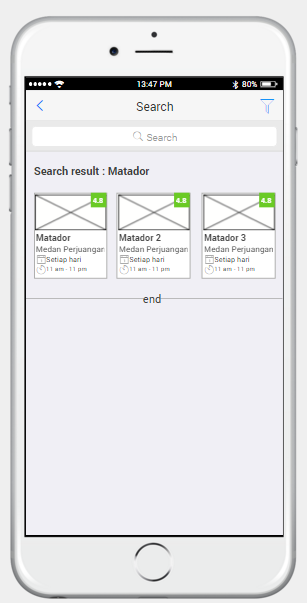 13:47 PM 80%
Search
Search
Search result : Matador
4.8 4.8 4.8
Matador Matador 2 Matador 3
Medan Perjuangan Medan Perjuangan Medan Perjuangan
Setiap hari Setiap hari Setiap hari
11 am - 11 pm 11 am - 11 pm 11 am - 11 pm
end